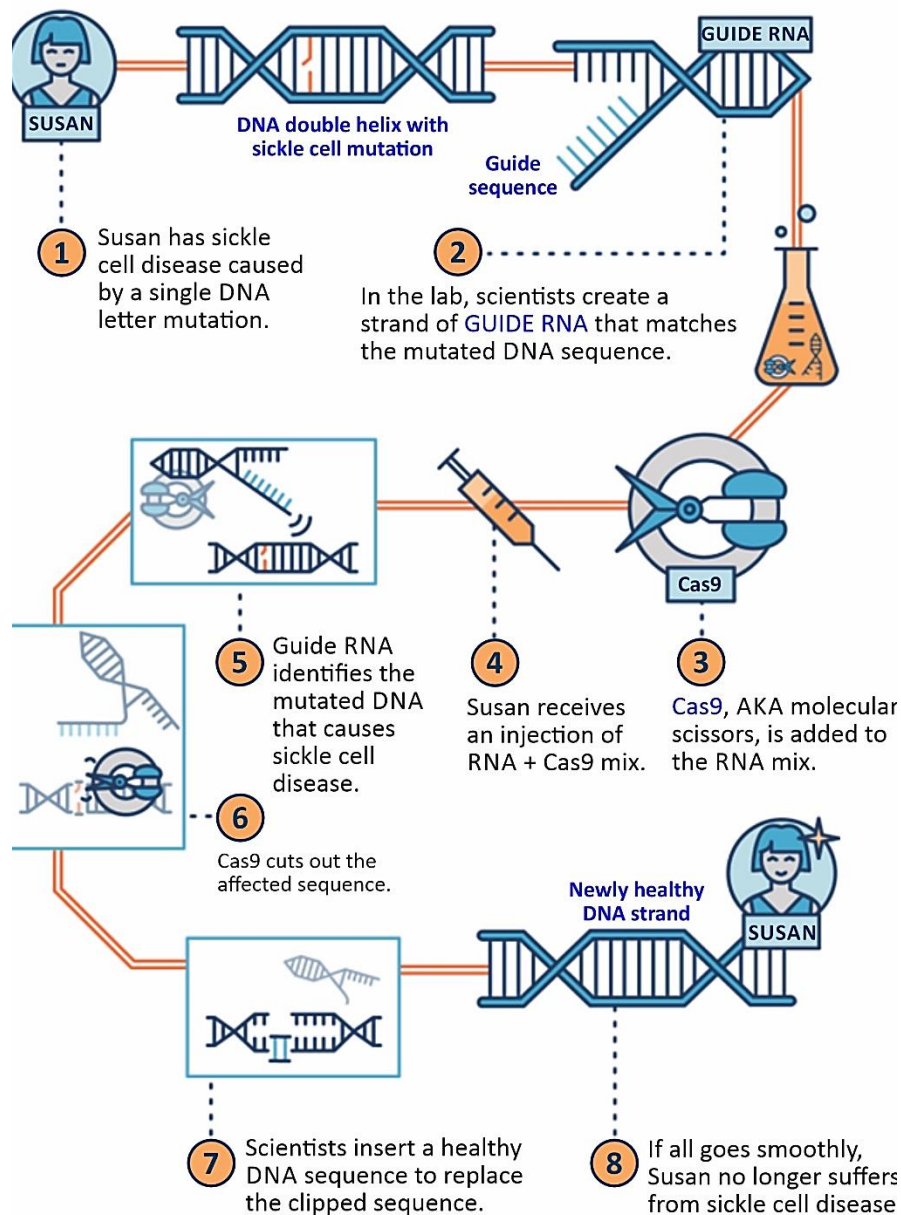 SUSAN
DNA double helix with
sickle cell mutation
GUIDE RNA
Guide
sequence
1
Susan has sickle
cell disease caused
by a single DNA
letter mutation.
2
In the lab, scientists create a
strand of GUIDE RNA that matches
the mutated DNA sequence.
Cas9
3
Cas9, AKA molecular
scissors, is added to
the RNA mix.
4
Susan receives
an injection of
RNA + Cas9 mix.
5
Guide RNA
identifies the
mutated DNA
that causes
sickle cell
disease.
6
Cas9 cuts out the
affected sequence.
7
Scientists insert a healthy
DNA sequence to replace
the clipped sequence.
Newly healthy
DNA strand
SUSAN
8
If all goes smoothly,
Susan no longer suffers
from sickle cell disease